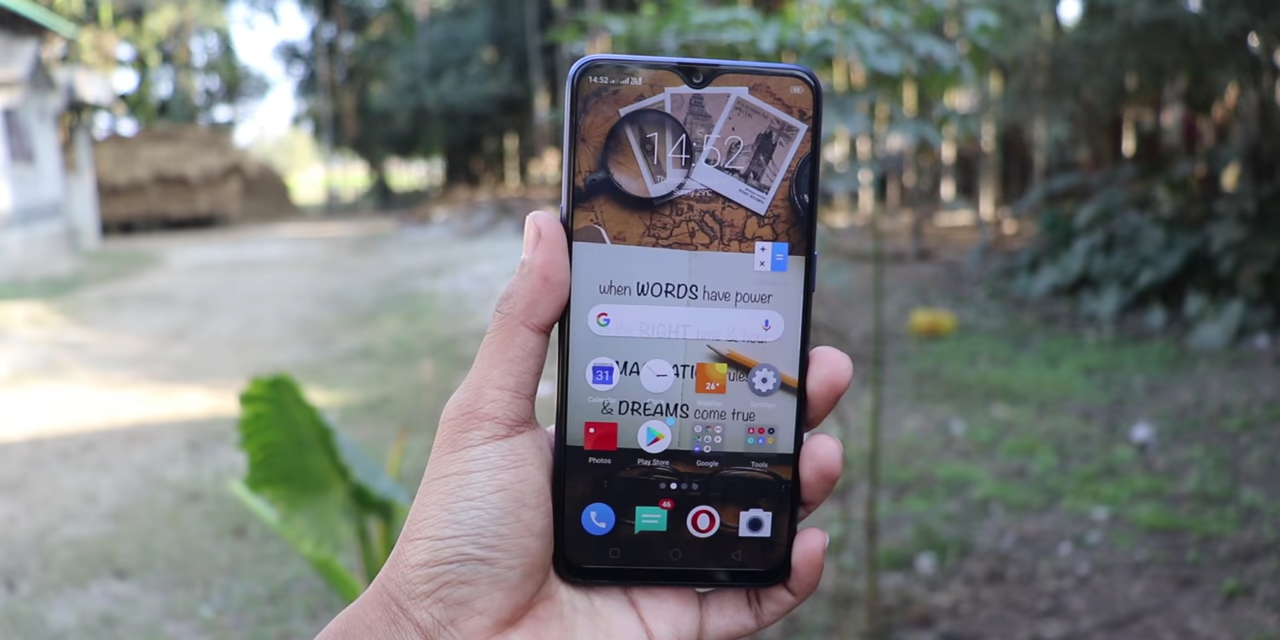 14:52
14:52
when WORDS have power
RIGHT
31
26°
& DREAMS come true
Photos
Play Store
Google
Tools
46